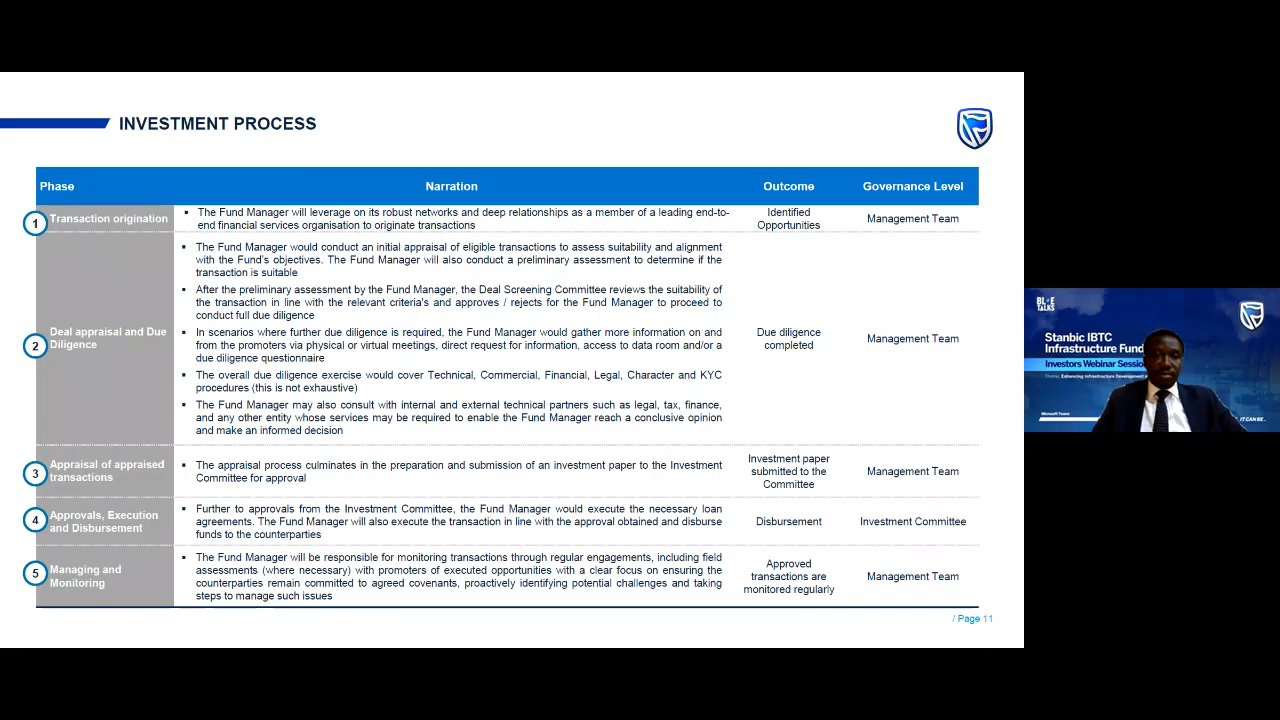 INVESTMENT PROCESS
Phase
Narration
Outcome
Governance Level
1
Transaction origination
▪ The Fund Manager will leverage on its robust networks and deep relationships as a member of a leading end-to-
end financial services organisation to originate transactions
Identified
Opportunities
Management Team
2
Deal appraisal and Due
Diligence
▪ The Fund Manager would conduct an initial appraisal of eligible transactions to assess suitability and alignment
with the Fund's objectives. The Fund Manager will also conduct a preliminary assessment to determine if the
transaction is suitable
▪ After the preliminary assessment by the Fund Manager, the Deal Screening Committee reviews the suitability of
the transaction in line with the relevant criteria's and approves / rejects for the Fund Manager to proceed to
conduct full due diligence
▪ In scenarios where further due diligence is required, the Fund Manager would gather more information on and
from the promoters via physical or virtual meetings, direct request for information, access to data room and/or a
due diligence questionnaire
▪ The overall due diligence exercise would include Technical, Commercial, Financial, Legal, Character and KYC
procedures (this is not exhaustive)
▪ The Fund Manager may also consult with internal and external technical partners such as legal, tax, finance,
and any other entity whose services may be required to enable the Fund Manager reach a conclusive opinion
and make an informed decision
Due diligence
completed
Management Team
3
Appraisal of appraised
transactions
▪ The appraisal process culminates in the preparation and submission of an investment paper to the Investment
Committee for approval
Investment paper
submitted to the
Committee
Management Team
4
Approvals, Execution
and Disbursement
▪ Further to approvals from the Investment Committee, the Fund Manager would execute the necessary loan
agreements. The Fund Manager will also execute the transaction in line with the approval obtained and disburse
funds to the counterparties
Disbursement
Investment Committee
5
Managing and
Monitoring
▪ The Fund Manager will be responsible for monitoring transactions through regular engagements, including field
assessments (where necessary) with promoters of executed opportunities with a clear focus on ensuring the
counterparties remain committed to agreed covenants, proactively identifying potential challenges and taking
steps to manage such issues
Approved
transactions are
monitored regularly
Management Team
/ Page 11
TALKS
Stanbic IBTC
Infrastructure Fund
Investors Webinar Sessio
Enhancing Infrastructure Development
Microsoft Teams
IT CAN BE..